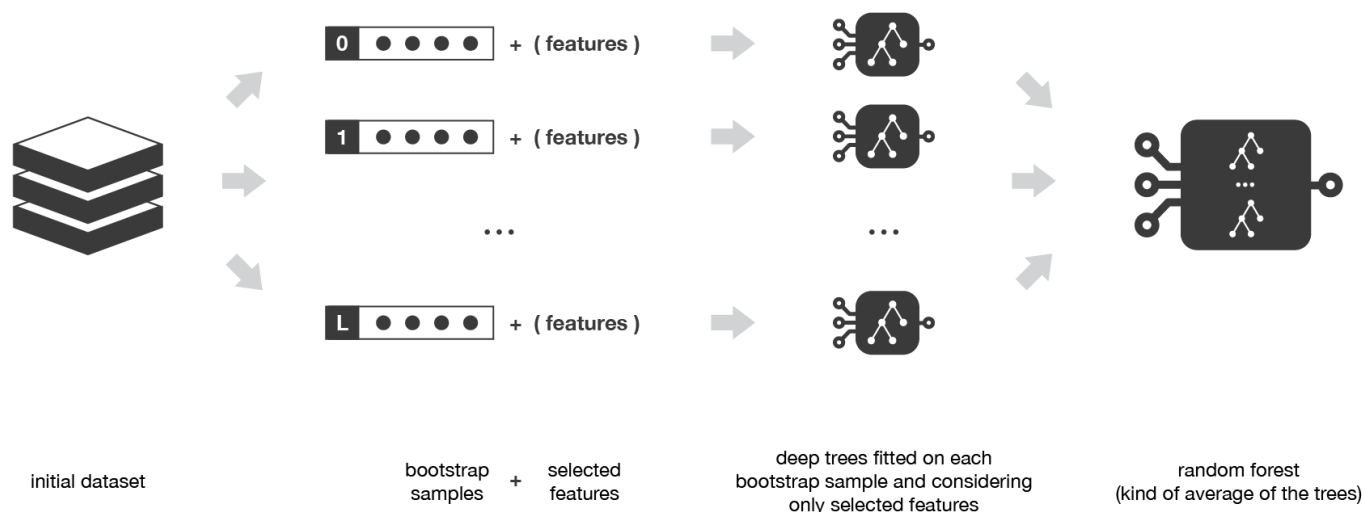 0 + ( features )
1 + ( features )
...
...
L + ( features )
...
initial dataset
bootstrap
samples
+
selected
features
deep trees fitted on each
bootstrap sample and considering
only selected features
random forest
(kind of average of the trees)